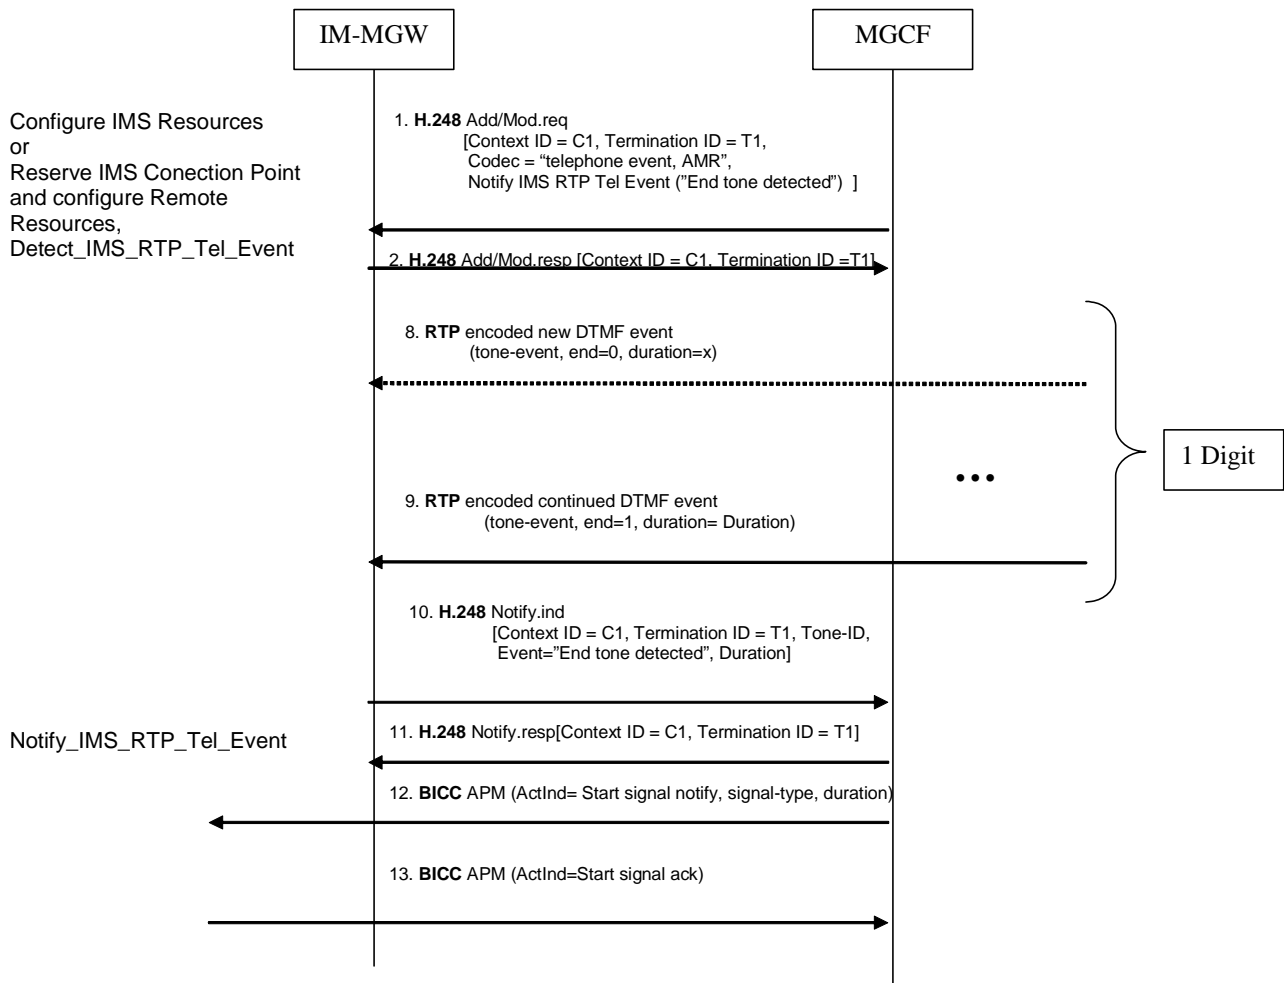 IM-MGW
MGCF
Configure IMS Resources
or
Reserve IMS Conection Point
and configure Remote
Resources,
Detect_IMS_RTP_Tel_Event
1. H.248 Add/Mod.req
[Context ID = C1, Termination ID = T1,
Codec = “telephone event, AMR”,
Notify IMS RTP Tel Event (”End tone detected”)  ]
2. H.248 Add/Mod.resp [Context ID = C1, Termination ID =T1]
8. RTP encoded new DTMF event
(tone-event, end=0, duration=x)
1 Digit
...
9. RTP encoded continued DTMF event
(tone-event, end=1, duration= Duration)
10. H.248 Notify.ind
[Context ID = C1, Termination ID = T1, Tone-ID,
Event=”End tone detected”, Duration]
Notify_IMS_RTP_Tel_Event
11. H.248 Notify.resp[Context ID = C1, Termination ID = T1]
12. BICC APM (ActInd= Start signal notify, signal-type, duration)
13. BICC APM (ActInd=Start signal ack)